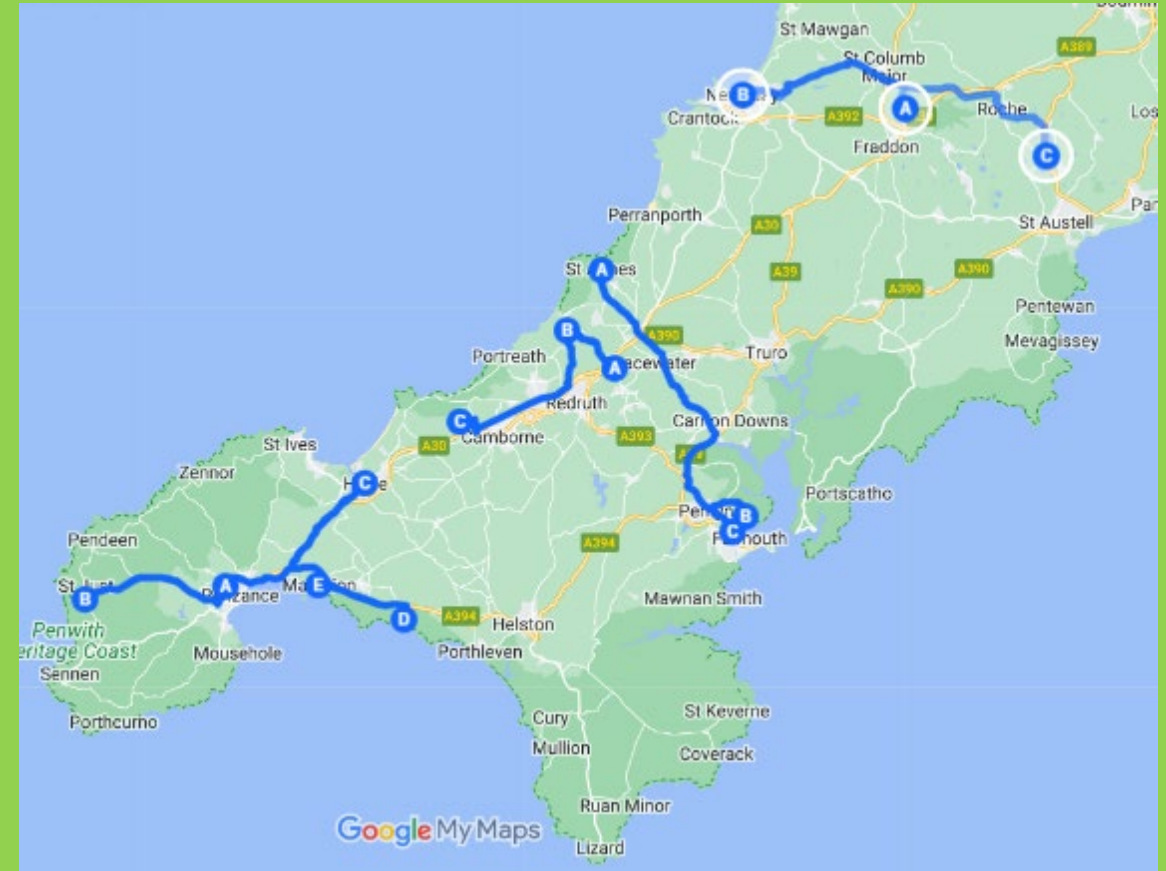 St Mawgan
St Columb
Major
A389
B
A
Crantock
A392
Roche
Fraddon
C
St Austell
Perranporth
A30
A
A39
A390
A390
Pentewan
Mevagissey
B
A390
Portreath
A
Truro
Redruth
C
Camborne
A393
Carnon Downs
A30
St Ives
Zennor
C
Portscatho
Pendeen
B
C
A394
A
E
B
Mawnan Smith
D
A394
Helston
Penwith
Mousehole
Porthleven
Sennen
Porthcurno
Cury
St Keverne
Mullion
Coverack
Ruan Minor
Google My Maps
Lizard